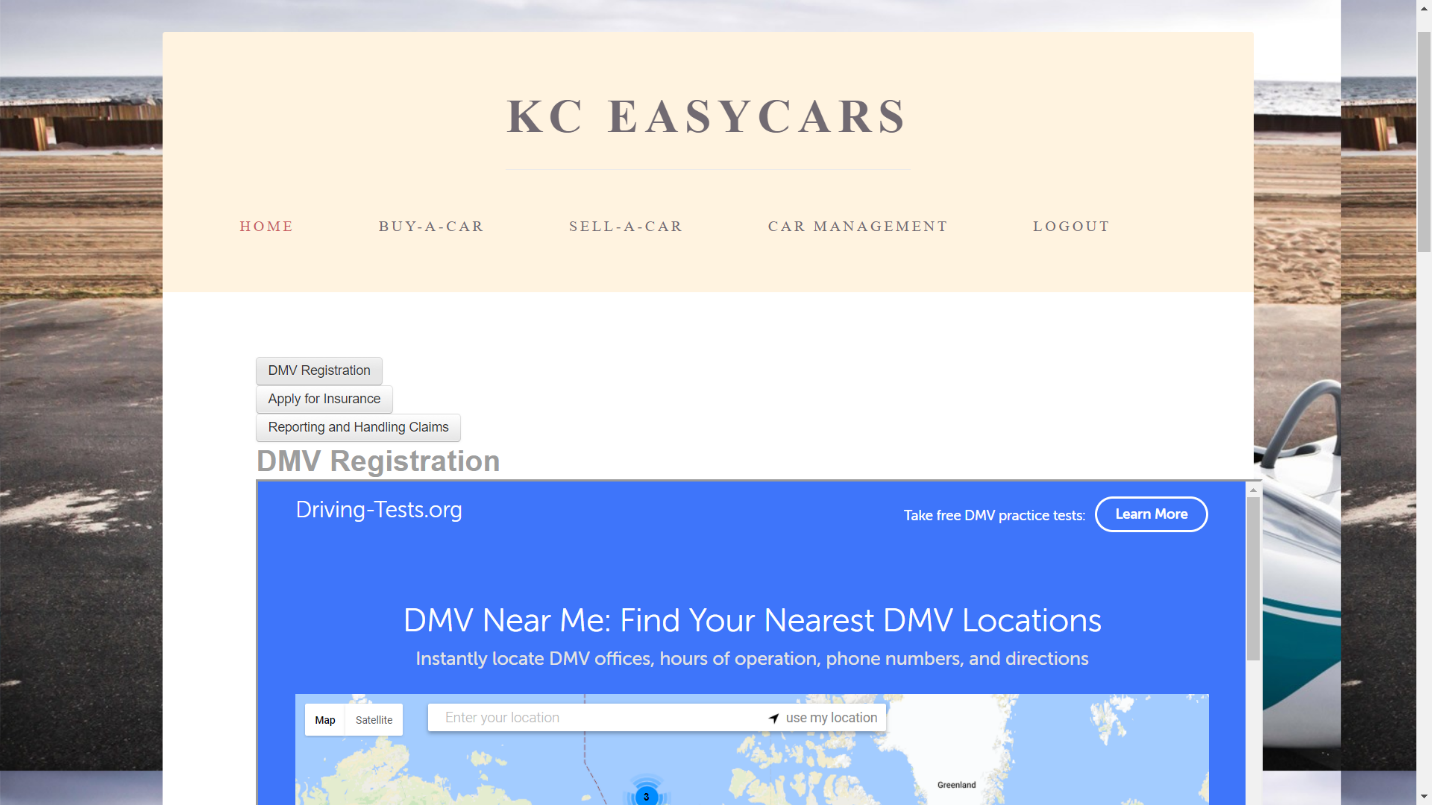 KC EASYCARS
HOME BUY-A-CAR SELL-A-CAR CAR MANAGEMENT LOGOUT
DMV Registration
Apply for Insurance
Reporting and Handling Claims
DMV Registration
Driving-Tests.org
Take free DMV practice tests: Learn More
DMV Near Me: Find Your Nearest DMV Locations
Instantly locate DMV offices, hours of operation, phone numbers, and directions
Map Satellite Enter your location use my location
Greenland
3